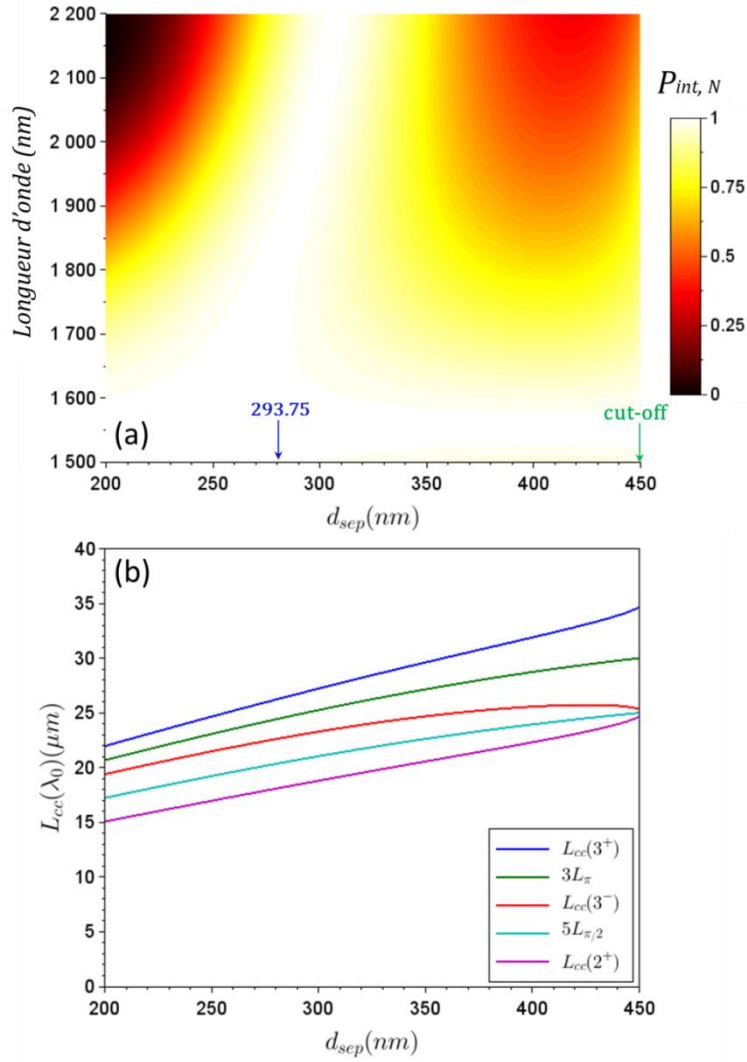 2 200
2 100
2 000
1 900
1 800
1 700
1 600
1 500
Longueur d'onde (nm)
P_{int, N}
1
0.75
0.5
0.25
0
(a)
293.75
cut-off
200 250 300 350 400 450
d_{sep}(nm)
(b)
40
35
30
25
20
15
10
5
0
L_{cc}(λ_0)(μm)
L_{cc}(3^+)
3L_π
L_{cc}(3^-)
5L_{π/2}
L_{cc}(2^+)
200 250 300 350 400 450
d_{sep}(nm)